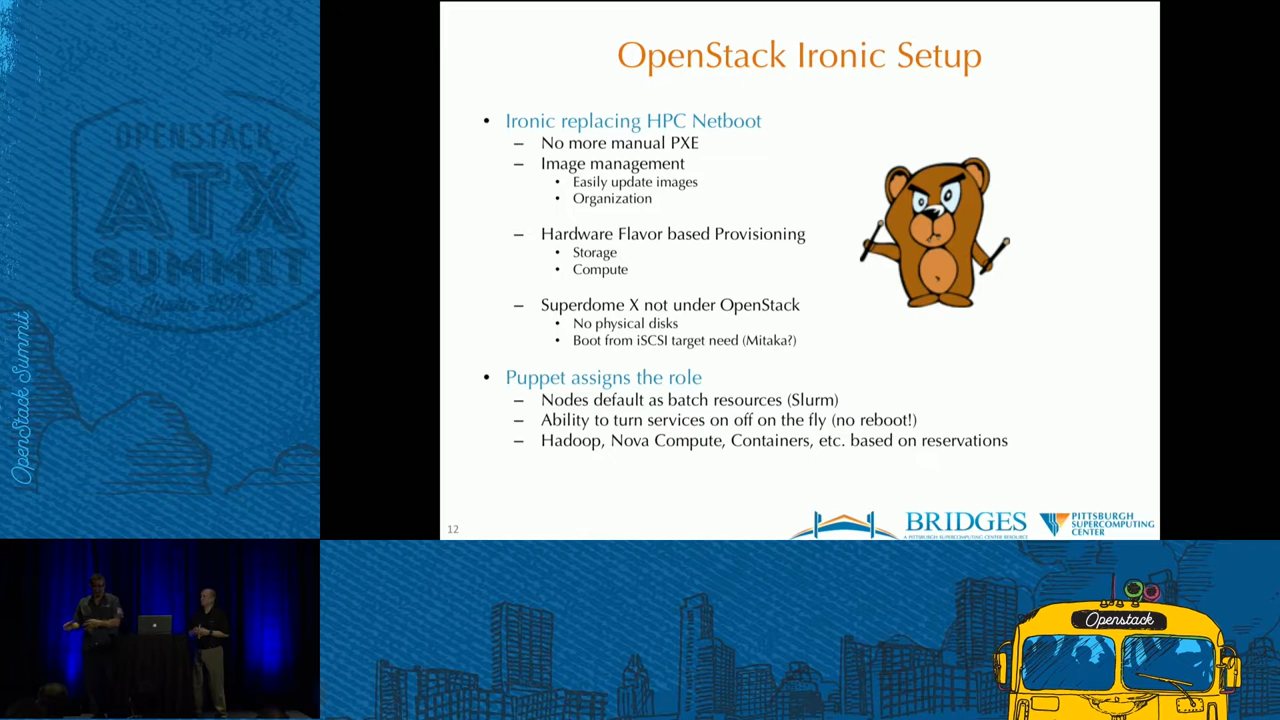 OpenStack Ironic Setup
• Ironic replacing HPC Netboot
– No more manual PXE
– Image management
• Easily update images
• Organization
– Hardware Flavor based Provisioning
• Storage
• Compute
– Superdome X not under OpenStack
• No physical disks
• Boot from iSCSI target need (Mitaka?)
• Puppet assigns the role
– Nodes default as batch resources (Slurm)
– Ability to turn services on off on the fly (no reboot!)
– Hadoop, Nova Compute, Containers, etc. based on reservations
12
BRIDGES
A PITTSBURGH SUPERCOMPUTING CENTER RESOURCE
PITTSBURGH
SUPERCOMPUTING
CENTER
OPENSTACK
ATX
SUMMIT
Austin
OpenStack Summit
Openstack